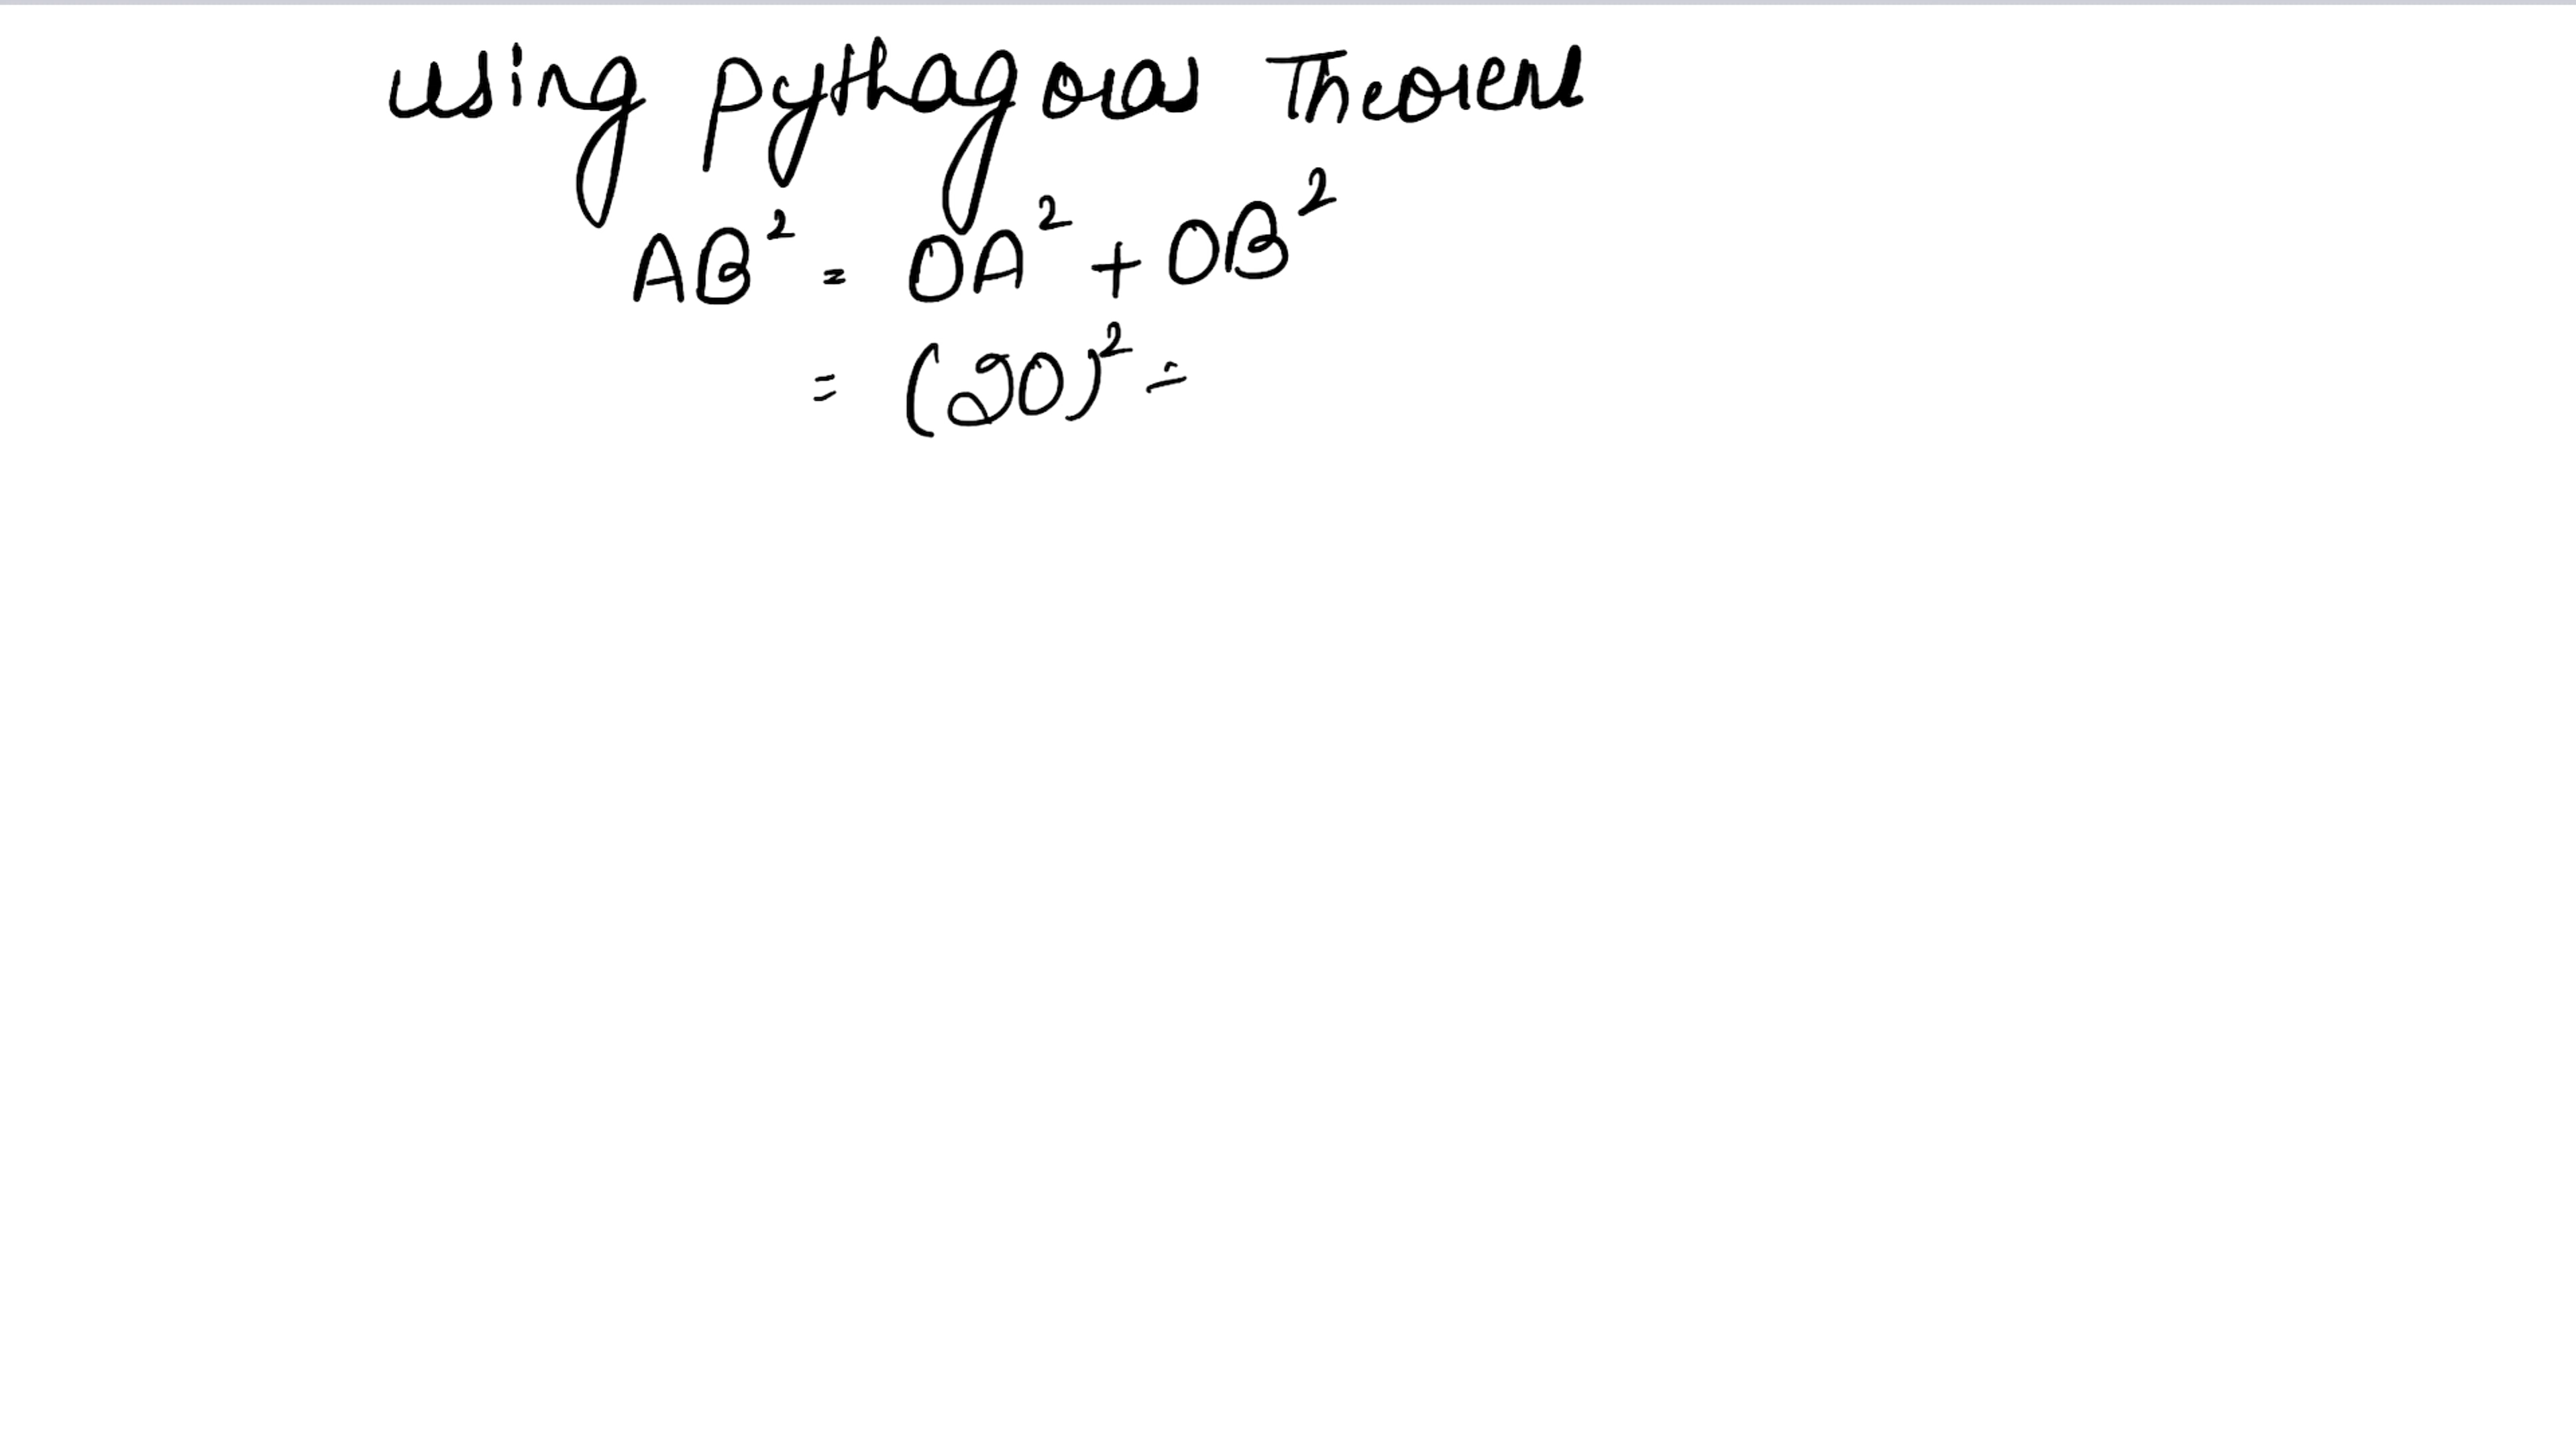 using pythagoras Theorem
AB² = OA² + OB²
= (20)² -